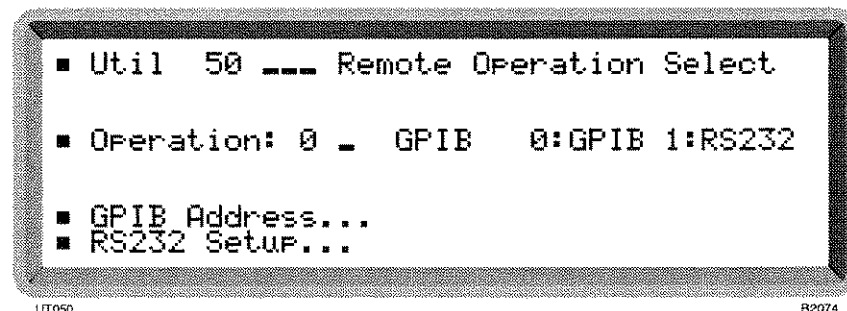 ■ Util 50 ___ Remote Operation Select
■ Operation: 0 _ GPIB 0:GPIB 1:RS232
■ GPIB Address...
■ RS232 Setup...
UT050 B2074